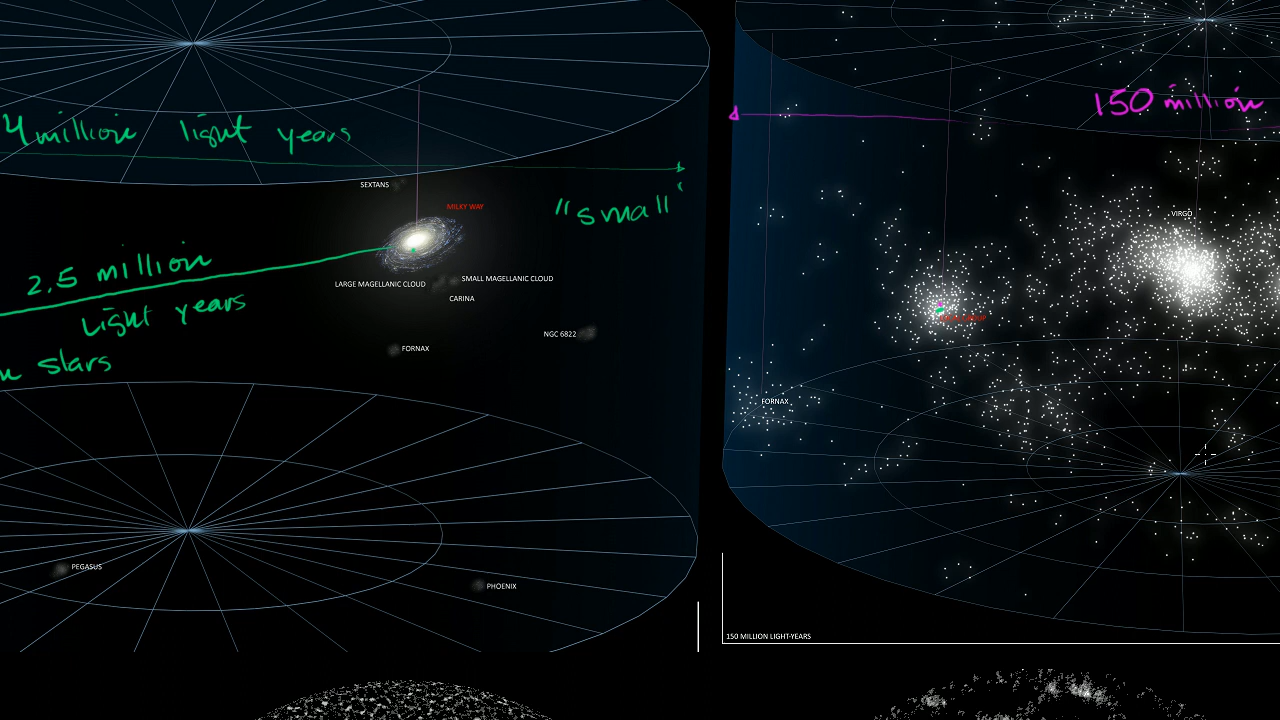 4 million light years
SEXTANS
MILKY WAY
"small"
2.5 million
Light years
LARGE MAGELLANIC CLOUD
SMALL MAGELLANIC CLOUD
CARINA
NGC 6822
FORNAX
stars
PEGASUS
PHOENIX
150 million
VIRGO
FORNAX
150 MILLION LIGHT-YEARS